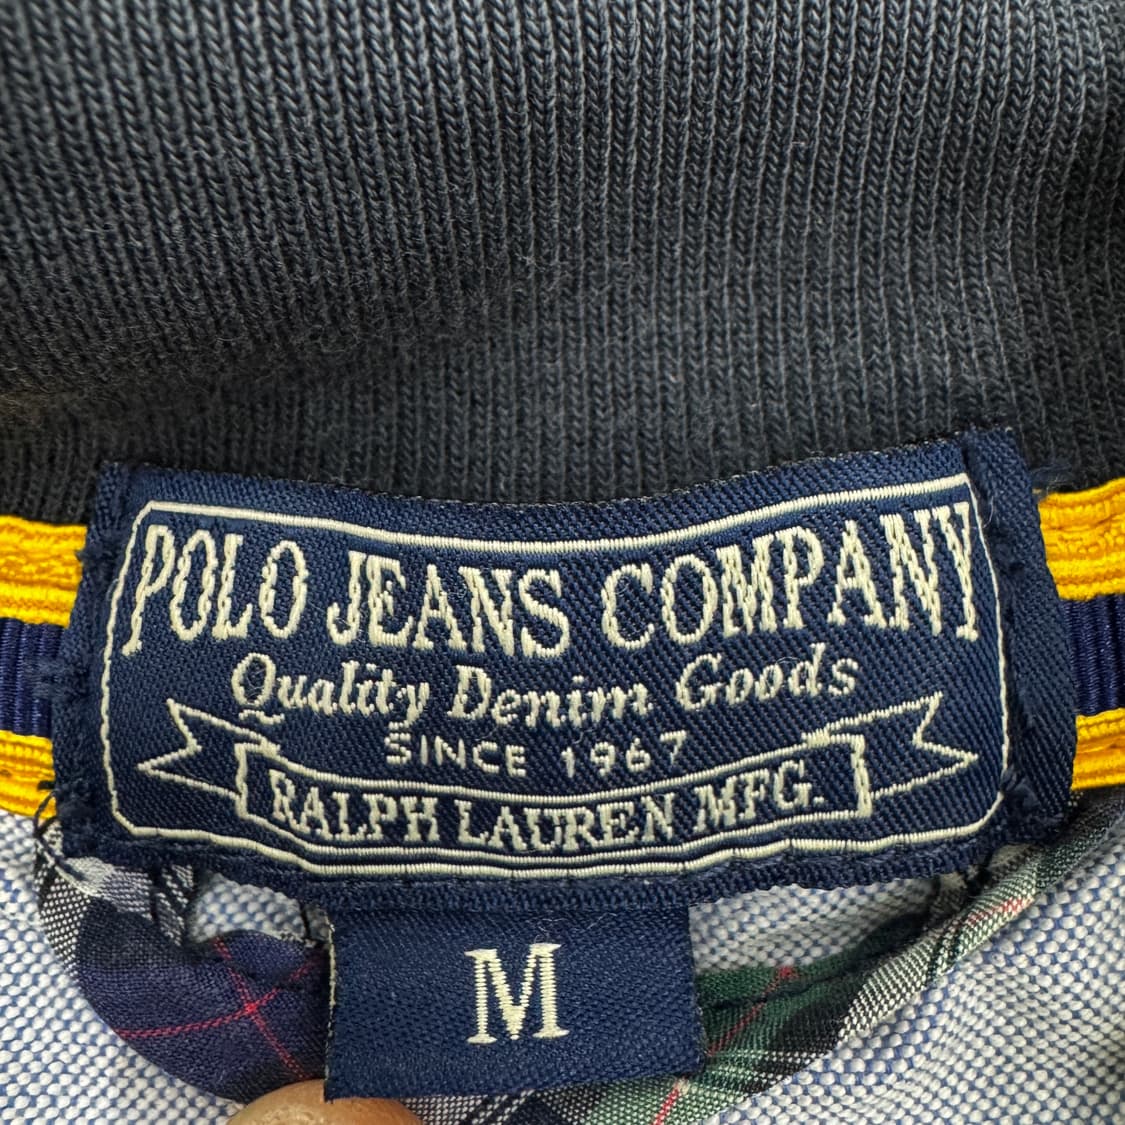 POLO JEANS COMPANY
Quality Denim Goods
SINCE 1967
RALPH LAUREN MFG.
M